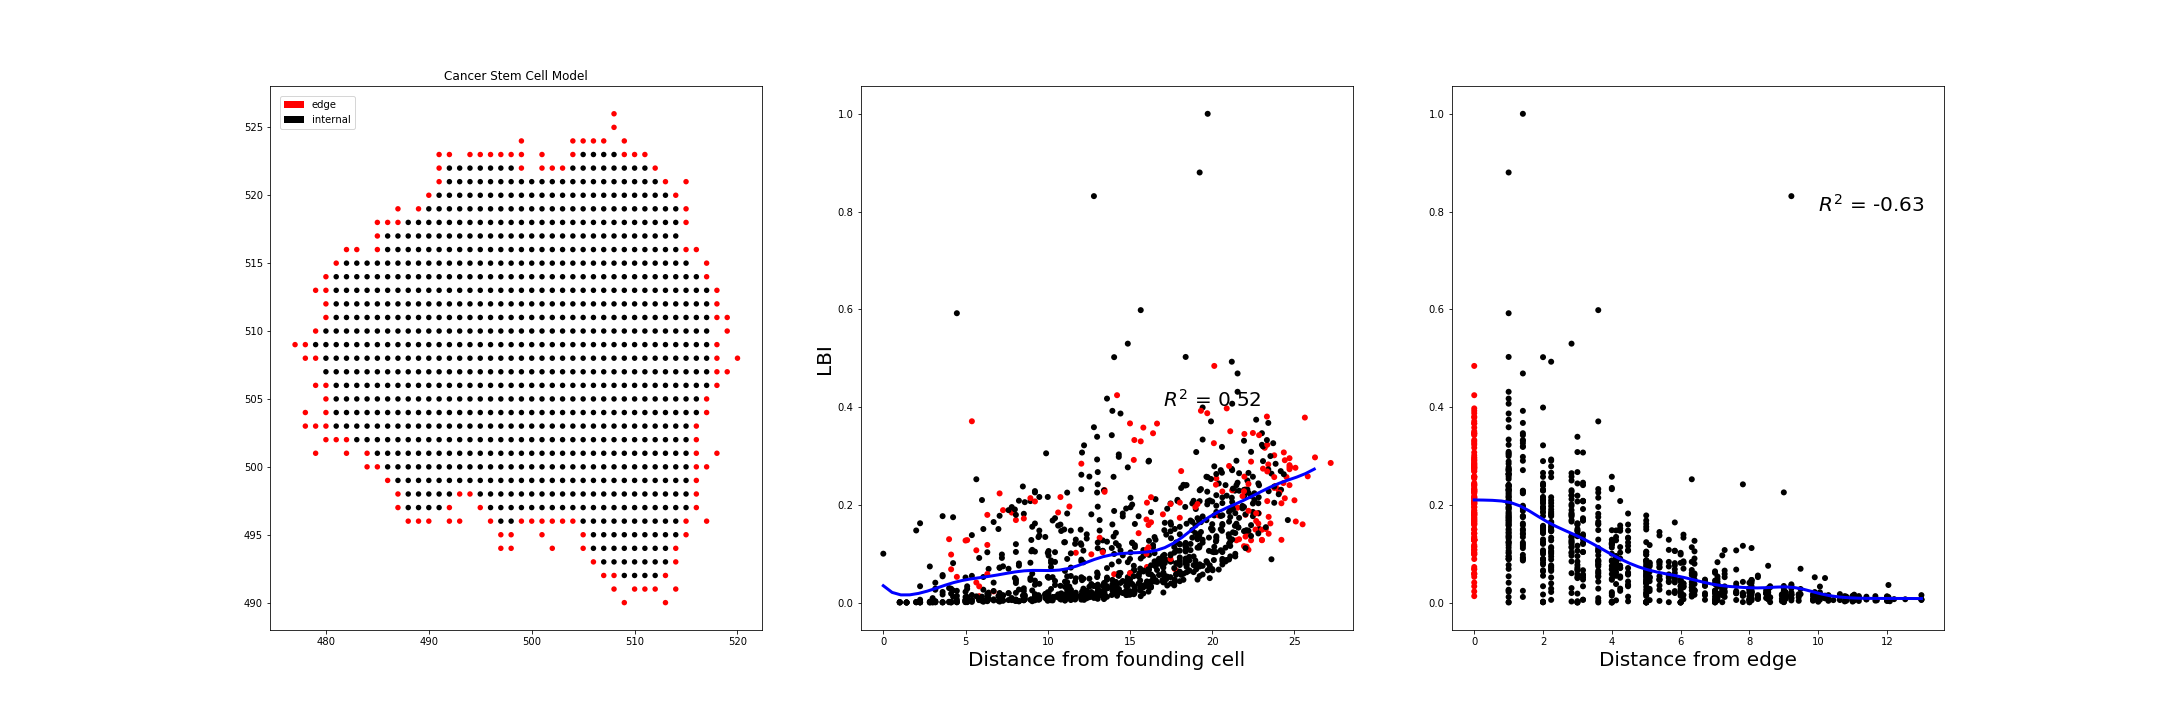 Cancer Stem Cell Model
edge
internal
525
520
515
510
505
500
495
490
480 490 500 510 520
1.0
0.8
0.6
0.4
0.2
0.0
LBI
R² = 0.52
0 5 10 15 20 25
Distance from founding cell
1.0
0.8
0.6
0.4
0.2
0.0
R² = -0.63
0 2 4 6 8 10 12
Distance from edge